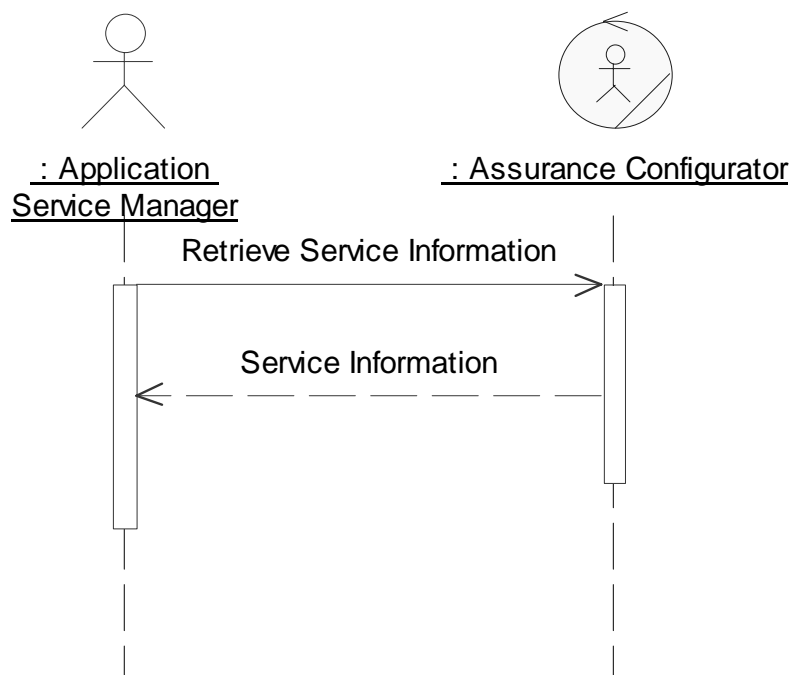 : Application
Service Manager
: Assurance Configurator
Retrieve Service Information
Service Information